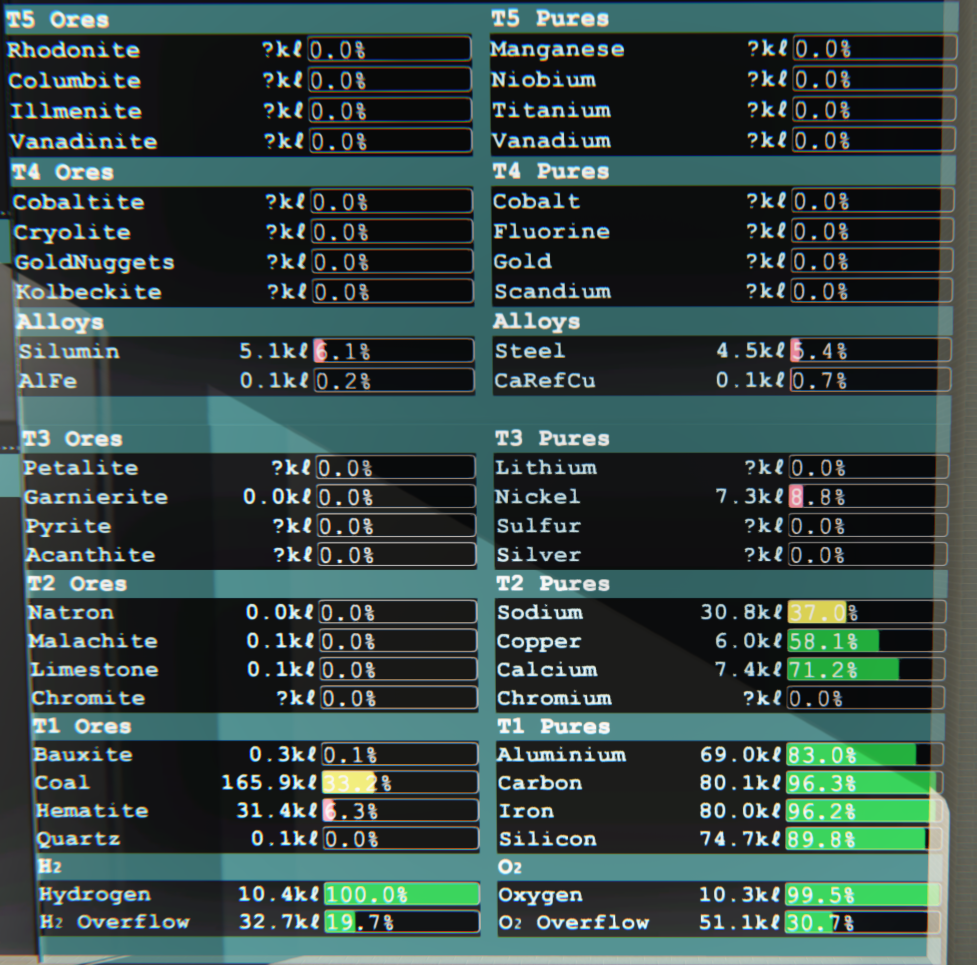 T5 Ores T5 Pures
Rhodonite ?kℓ 0.0% Manganese ?kℓ 0.0%
Columbite ?kℓ 0.0% Niobium ?kℓ 0.0%
Illmenite ?kℓ 0.0% Titanium ?kℓ 0.0%
Vanadinite ?kℓ 0.0% Vanadium ?kℓ 0.0%
T4 Ores T4 Pures
Cobaltite ?kℓ 0.0% Cobalt ?kℓ 0.0%
Cryolite ?kℓ 0.0% Fluorine ?kℓ 0.0%
GoldNuggets ?kℓ 0.0% Gold ?kℓ 0.0%
Kolbeckite ?kℓ 0.0% Scandium ?kℓ 0.0%
Alloys Alloys
Silumin 5.1kℓ 6.1% Steel 4.5kℓ 5.4%
AlFe 0.1kℓ 0.2% CaRefCu 0.1kℓ 0.7%
T3 Ores T3 Pures
Petalite ?kℓ 0.0% Lithium ?kℓ 0.0%
Garnierite 0.0kℓ 0.0% Nickel 7.3kℓ 8.8%
Pyrite ?kℓ 0.0% Sulfur ?kℓ 0.0%
Acanthite ?kℓ 0.0% Silver ?kℓ 0.0%
T2 Ores T2 Pures
Natron 0.0kℓ 0.0% Sodium 30.8kℓ 37.0%
Malachite 0.1kℓ 0.0% Copper 6.0kℓ 58.1%
Limestone 0.1kℓ 0.0% Calcium 7.4kℓ 71.2%
Chromite ?kℓ 0.0% Chromium ?kℓ 0.0%
T1 Ores T1 Pures
Bauxite 0.3kℓ 0.1% Aluminium 69.0kℓ 83.0%
Coal 165.9kℓ 33.2% Carbon 80.1kℓ 96.3%
Hematite 31.4kℓ 6.3% Iron 80.0kℓ 96.2%
Quartz 0.1kℓ 0.0% Silicon 74.7kℓ 89.8%
H₂ O₂
Hydrogen 10.4kℓ 100.0% Oxygen 10.3kℓ 99.5%
H₂ Overflow 32.7kℓ 19.7% O₂ Overflow 51.1kℓ 30.7%